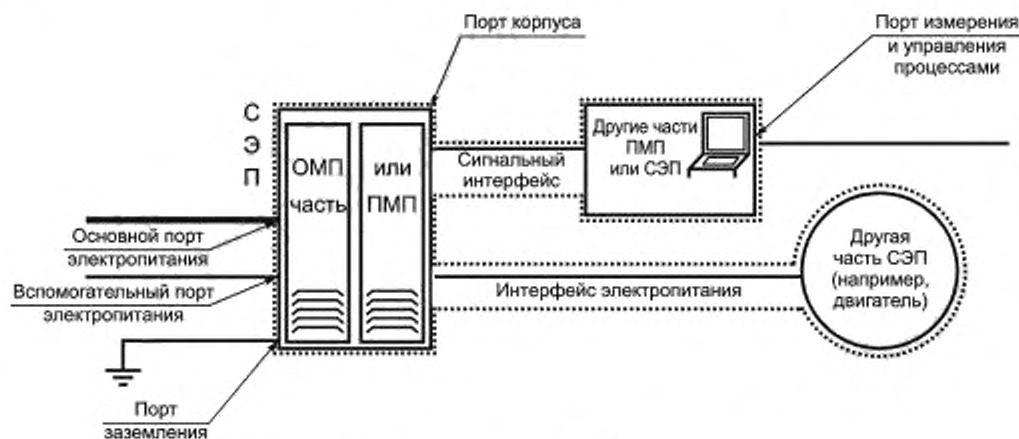 Порт корпуса
Порт измерения
и управления
процессами
С
Э
П
ОМП
часть
или
ПМП
Сигнальный
интерфейс
Другие части
ПМП
или СЭП
Основной порт
электропитания
Вспомогательный порт
электропитания
Интерфейс электропитания
Другая
часть СЭП
(например,
двигатель)
Порт
заземления